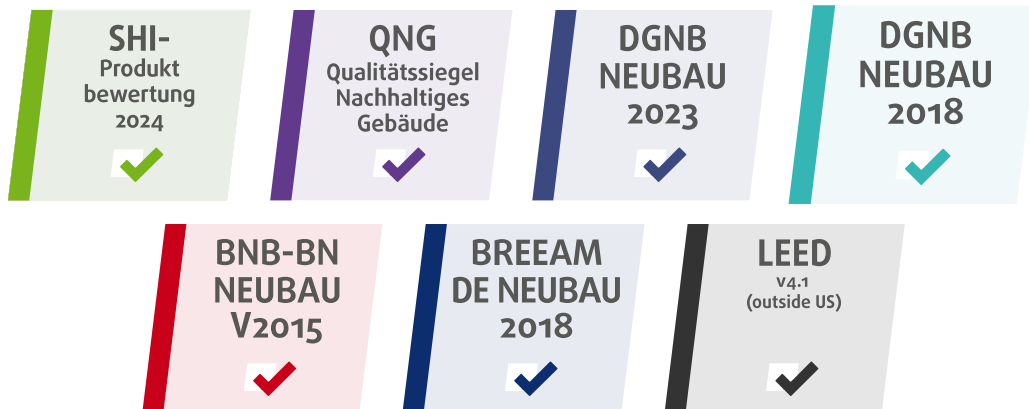 SHI-
Produkt
bewertung
2024
QNG
Qualitätssiegel
Nachhaltiges
Gebäude
DGNB
NEUBAU
2023
DGNB
NEUBAU
2018
BNB-BN
NEUBAU
V2015
BREEAM
DE NEUBAU
2018
LEED
v4.1
(outside US)